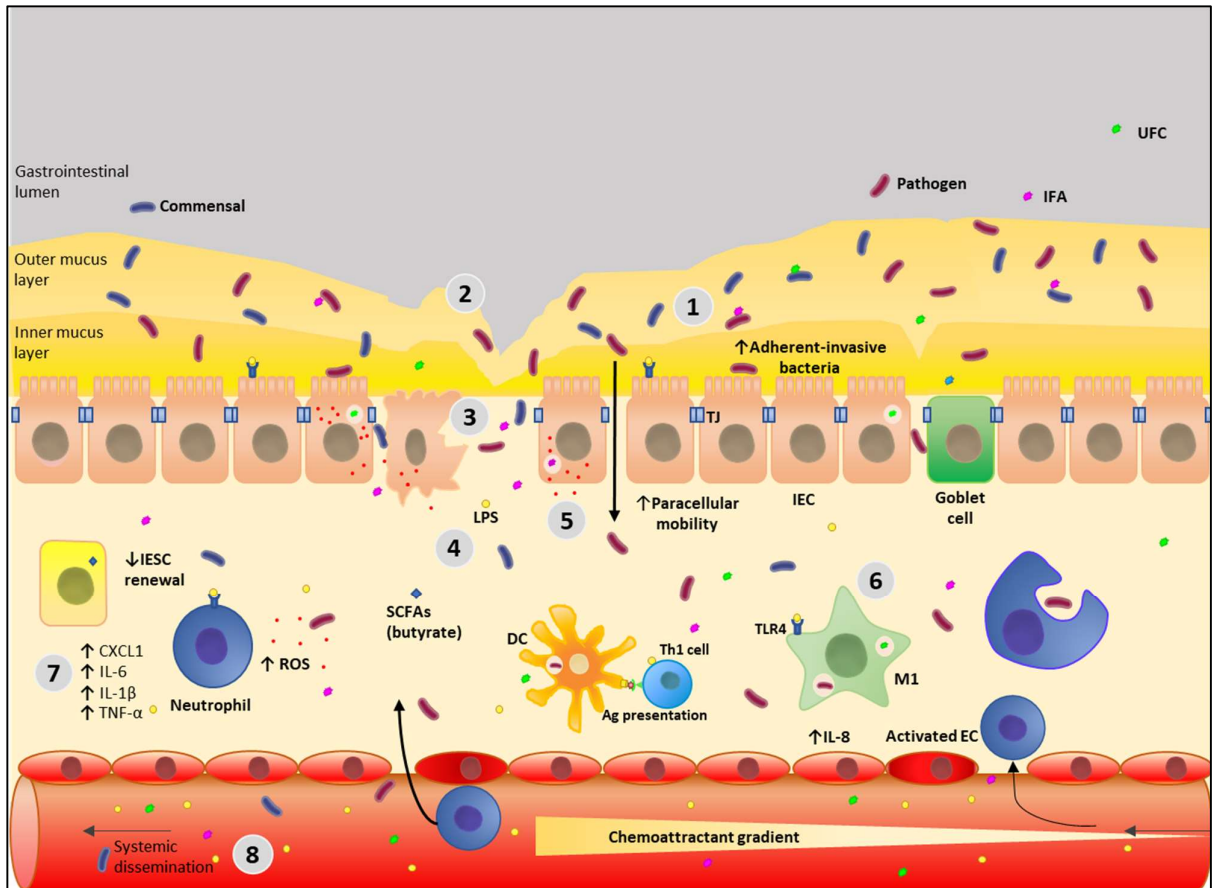 UFC
Gastrointestinal
lumen
Pathogen
IFA
Commensal
Outer mucus
layer
2
1
Inner mucus
layer
↑Adherent-invasive
bacteria
3
TJ
LPS
5
↑Paracellular
mobility
IEC
Goblet
cell
4
↓IESC
renewal
6
SCFAs
(butyrate)
DC
TLR4
Th1 cell
7
↑ CXCL1
↑ IL-6
↑ IL-1β
↑ TNF-α
↑ ROS
Neutrophil
M1
Ag presentation
↑IL-8
Activated EC
Chemoattractant gradient
Systemic
dissemination
8